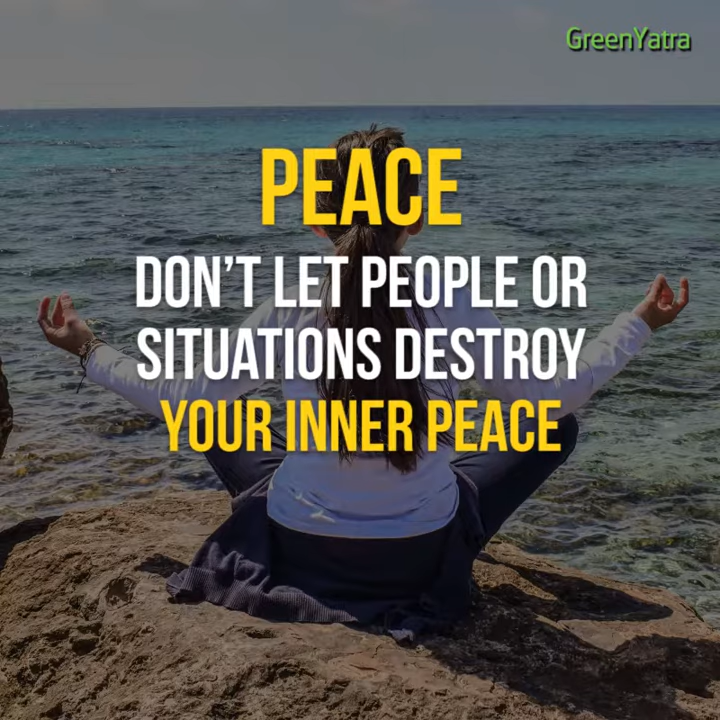 GreenYatra
PEACE
DON'T LET PEOPLE OR
SITUATIONS DESTROY
YOUR INNER PEACE